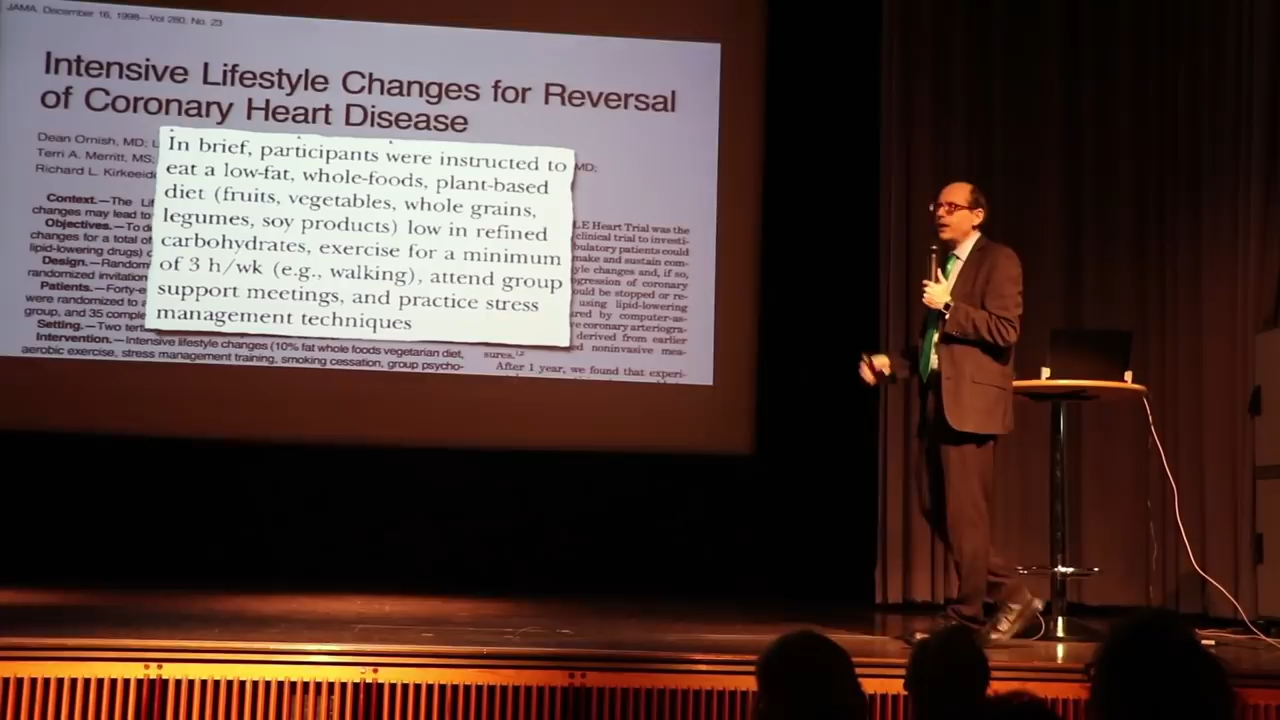 JAMA, December 16, 1998—Vol 280, No. 23
Intensive Lifestyle Changes for Reversal
of Coronary Heart Disease
Dean Ornish, MD; L
MD;
Terri A. Merritt, MS;
Richard L. Kirkeeide
In brief, participants were instructed to
eat a low-fat, whole-foods, plant-based
diet (fruits, vegetables, whole grains,
legumes, soy products) low in refined
carbohydrates, exercise for a minimum
of 3 h/wk (e.g., walking), attend group
support meetings, and practice stress
management techniques
Context.—The Lif
changes may lead to
Objectives.—To d
changes for a total of
lipid-lowering drugs)
Design.—Random
randomized invitation
Patients.—Forty-e
were randomized to
group, and 35 comple
Setting.—Two tert
Intervention.—Intensive lifestyle changes (10% fat whole foods vegetarian diet,
aerobic exercise, stress management training, smoking cessation, group psycho-
LE Heart Trial was the
clinical trial to investi-
bulatory patients could
make and sustain com-
yle changes and, if so,
gression of coronary
ould be stopped or re-
using lipid-lowering
red by computer-as-
e coronary arteriogra-
derived from earlier
ed noninvasive mea-
sures.
After 1 year, we found that experi-